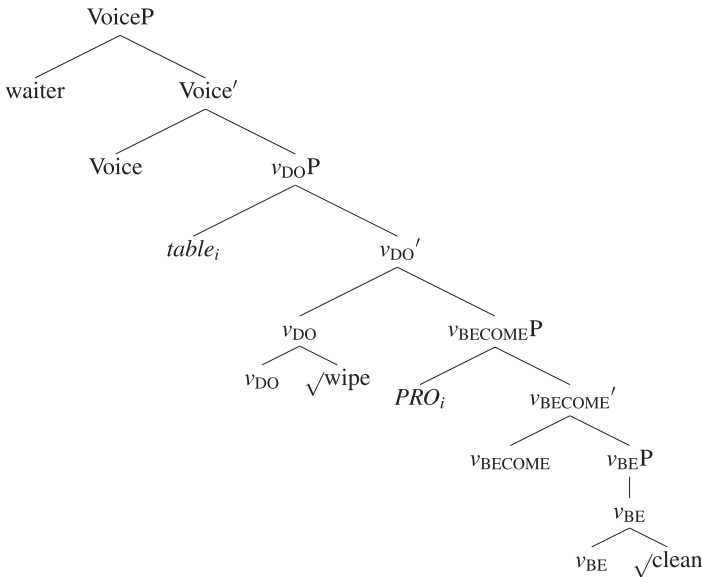 VoiceP
waiter Voice′
Voice vDOP
tablei vDO′
vDO vBECOMEP
vDO √wipe PROi vBECOME′
vBECOME vBEP
vBE
vBE √clean